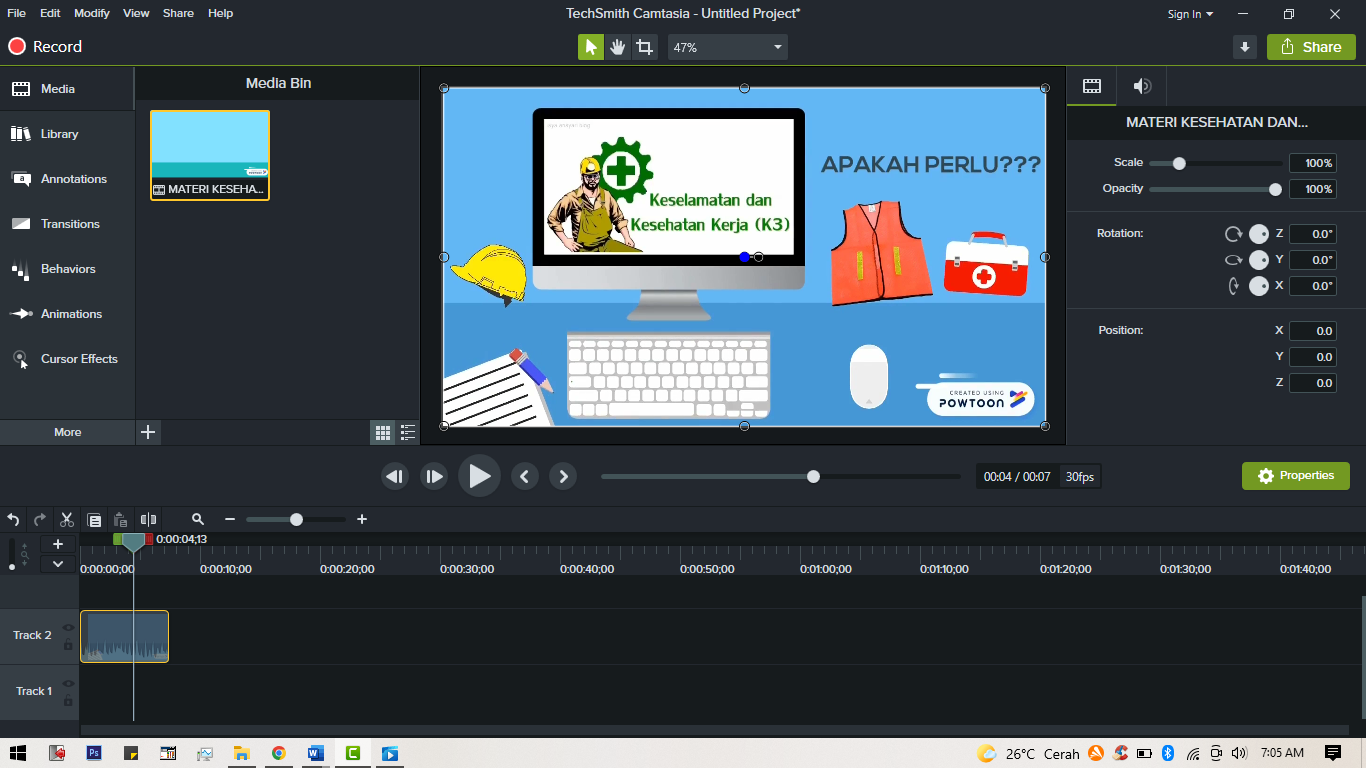 File Edit Modify View Share Help
TechSmith Camtasia - Untitled Project*
Sign In
Record
47%
Share
Media
Library
Annotations
Transitions
Behaviors
Animations
Cursor Effects
More
Media Bin
MATERI KESEHA...
Keselamatan dan
Kesehatan Kerja (K3)
APAKAH PERLU???
CREATED USING
POWTOON
MATERI KESEHATAN DAN...
Scale 100%
Opacity 100%
Rotation: Z 0.0°
Y 0.0°
X 0.0°
Position: X 0.0
Y 0.0
Z 0.0
00:04 / 00:07 30fps
Properties
0:00:04;13
0:00:00;00 0:00:10;00 0:00:20;00 0:00:30;00 0:00:40;00 0:00:50;00 0:01:00;00 0:01:10;00 0:01:20;00 0:01:30;00 0:01:40;00
Track 2
Track 1
26°C Cerah 7:05 AM